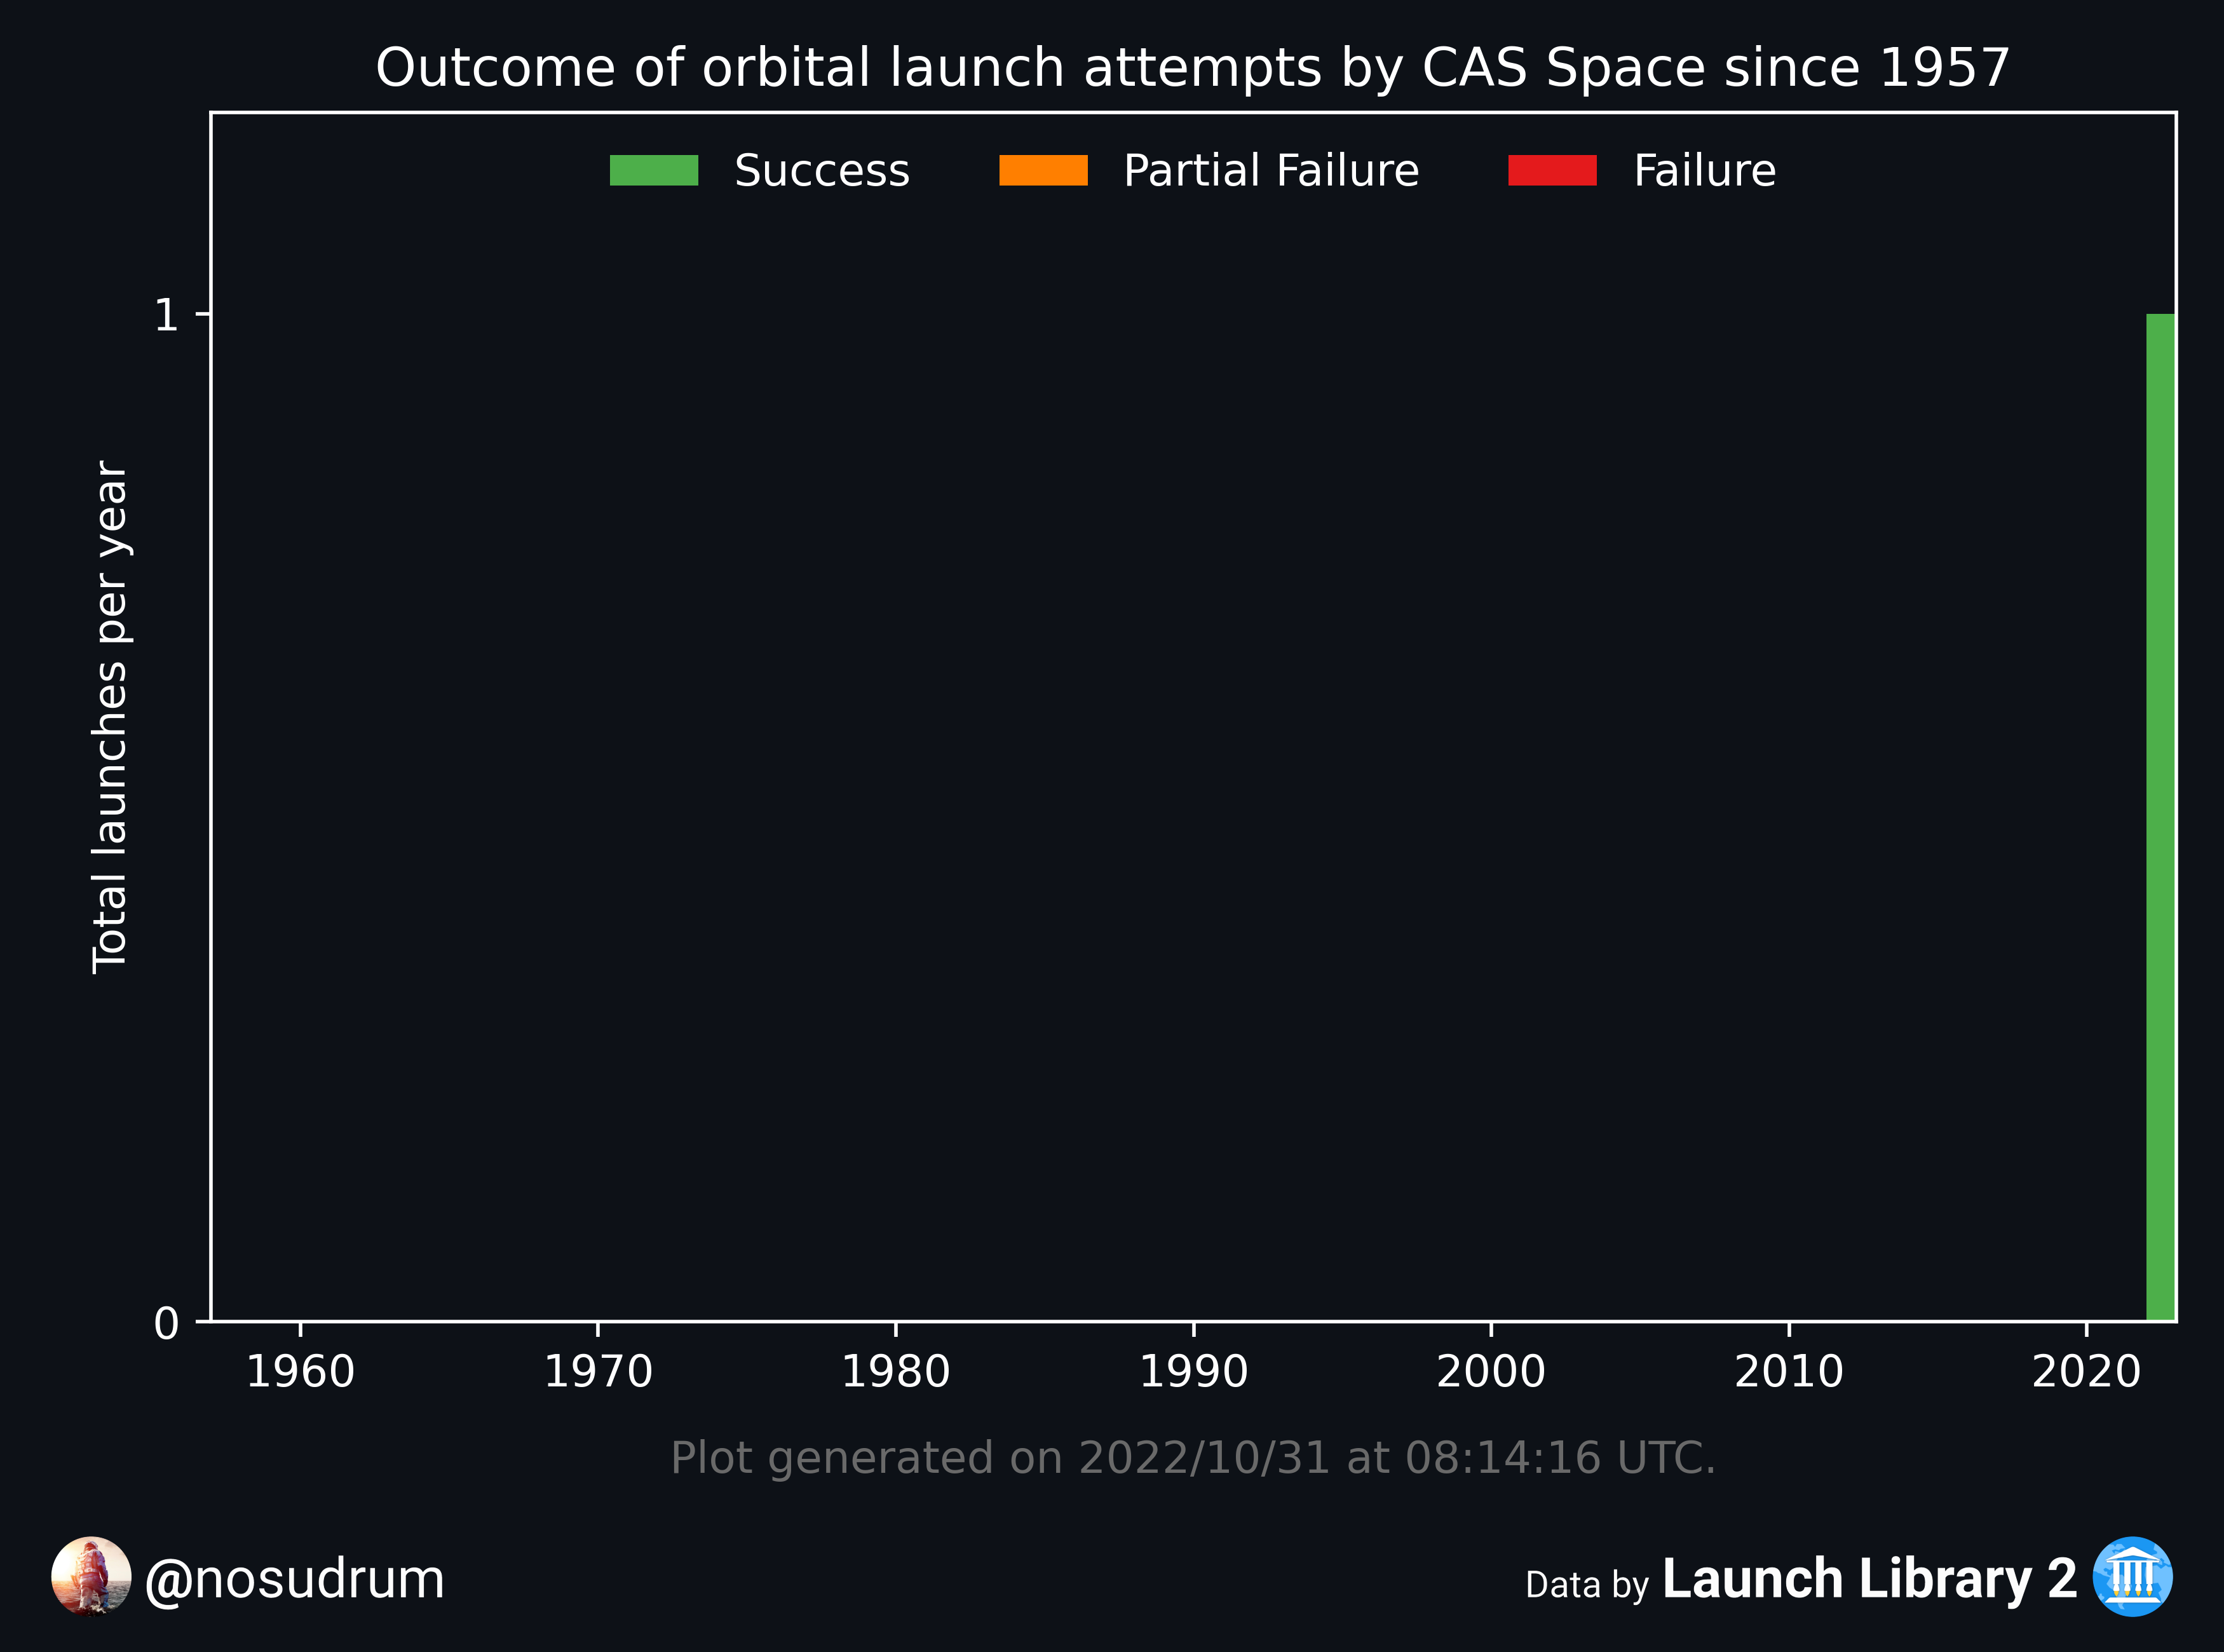 Outcome of orbital launch attempts by CAS Space since 1957
Success Partial Failure Failure
Total launches per year
1
0
1960 1970 1980 1990 2000 2010 2020
Plot generated on 2022/10/31 at 08:14:16 UTC.
@nosudrum
Data by Launch Library 2